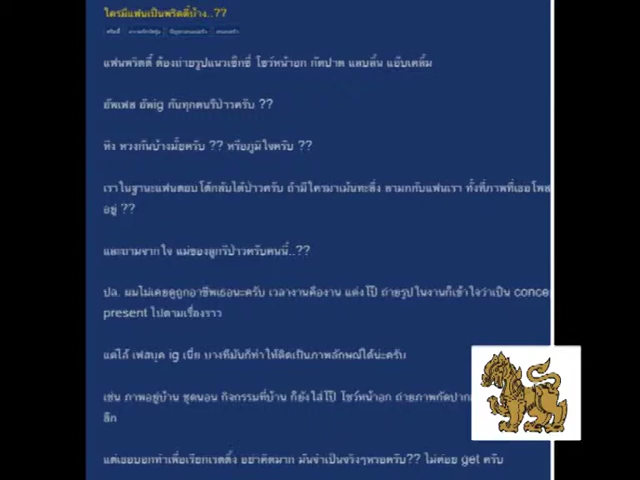 ใครมีแฟนเป็นพริตตี้บ้าง..??
แฟนพริตตี้ ต้องถ่ายรูปแนวเซ็กซี่ โชว์หน้าอก กัดปาก แลบลิ้น แอ๊บเคลิ้ม
อัพเฟส อัพig กันทุกคนรึป่าวครับ ??
หึง หวงกันบ้างมั้ยครับ ?? หรือภูมิใจครับ ??
เราในฐานะแฟนตอบโต้กลับได้ป่าวครับ ถ้ามีใครมาเม้นทะลึ่ง ลามกกับแฟนเรา ทั้งที่ภาพที่เธอโพส
อยู่ ??
และถามจากใจ แม่ของลูกรึป่าวครับคนนี้..??
ปล. ผมไม่เคยดูถูกอาชีพเธอนะครับ เวลางานคืองาน แต่งโป๊ ถ่ายรูปในงานก็เข้าใจว่าเป็น conce
present ไปตามเรื่องราว
แต่ไอ้ เฟสบุค ig เนี่ย บางทีมันก็ทำให้ติดเป็นภาพลักษณ์ได้น่ะครับ
เช่น ภาพอยู่บ้าน ชุดนอน กิจกรรมที่บ้าน ก็ยังใส่โป๊ โชว์หน้าอก ถ่ายภาพกัดปาก
อีก
แต่เธอบอกทำเพื่อเรียกเรตติ้ง อย่าคิดมาก มันจำเป็นจริงๆหรอครับ?? ไม่ค่อย get ครับ